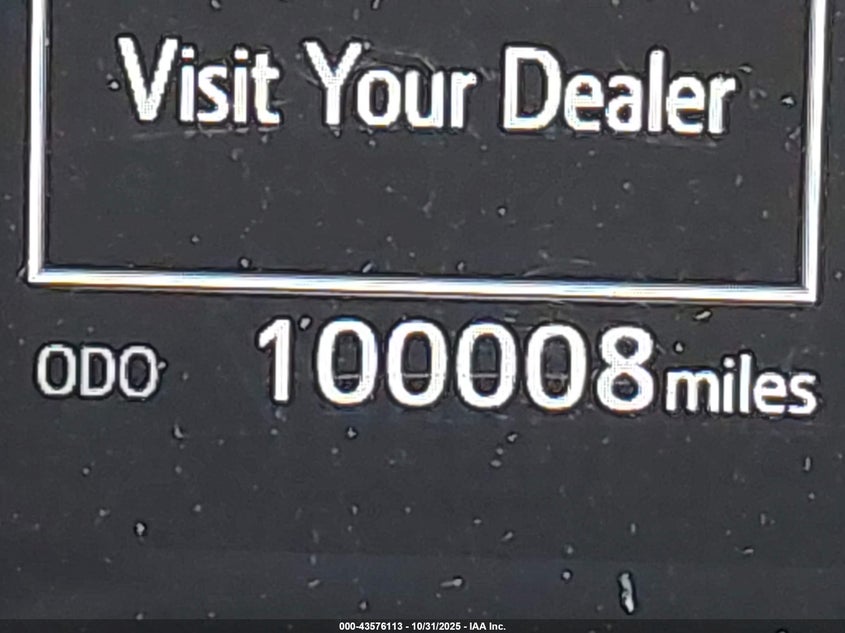 Visit Your Dealer
ODO 100008 miles
000-43576113 - 10/31/2025 - IAA Inc.